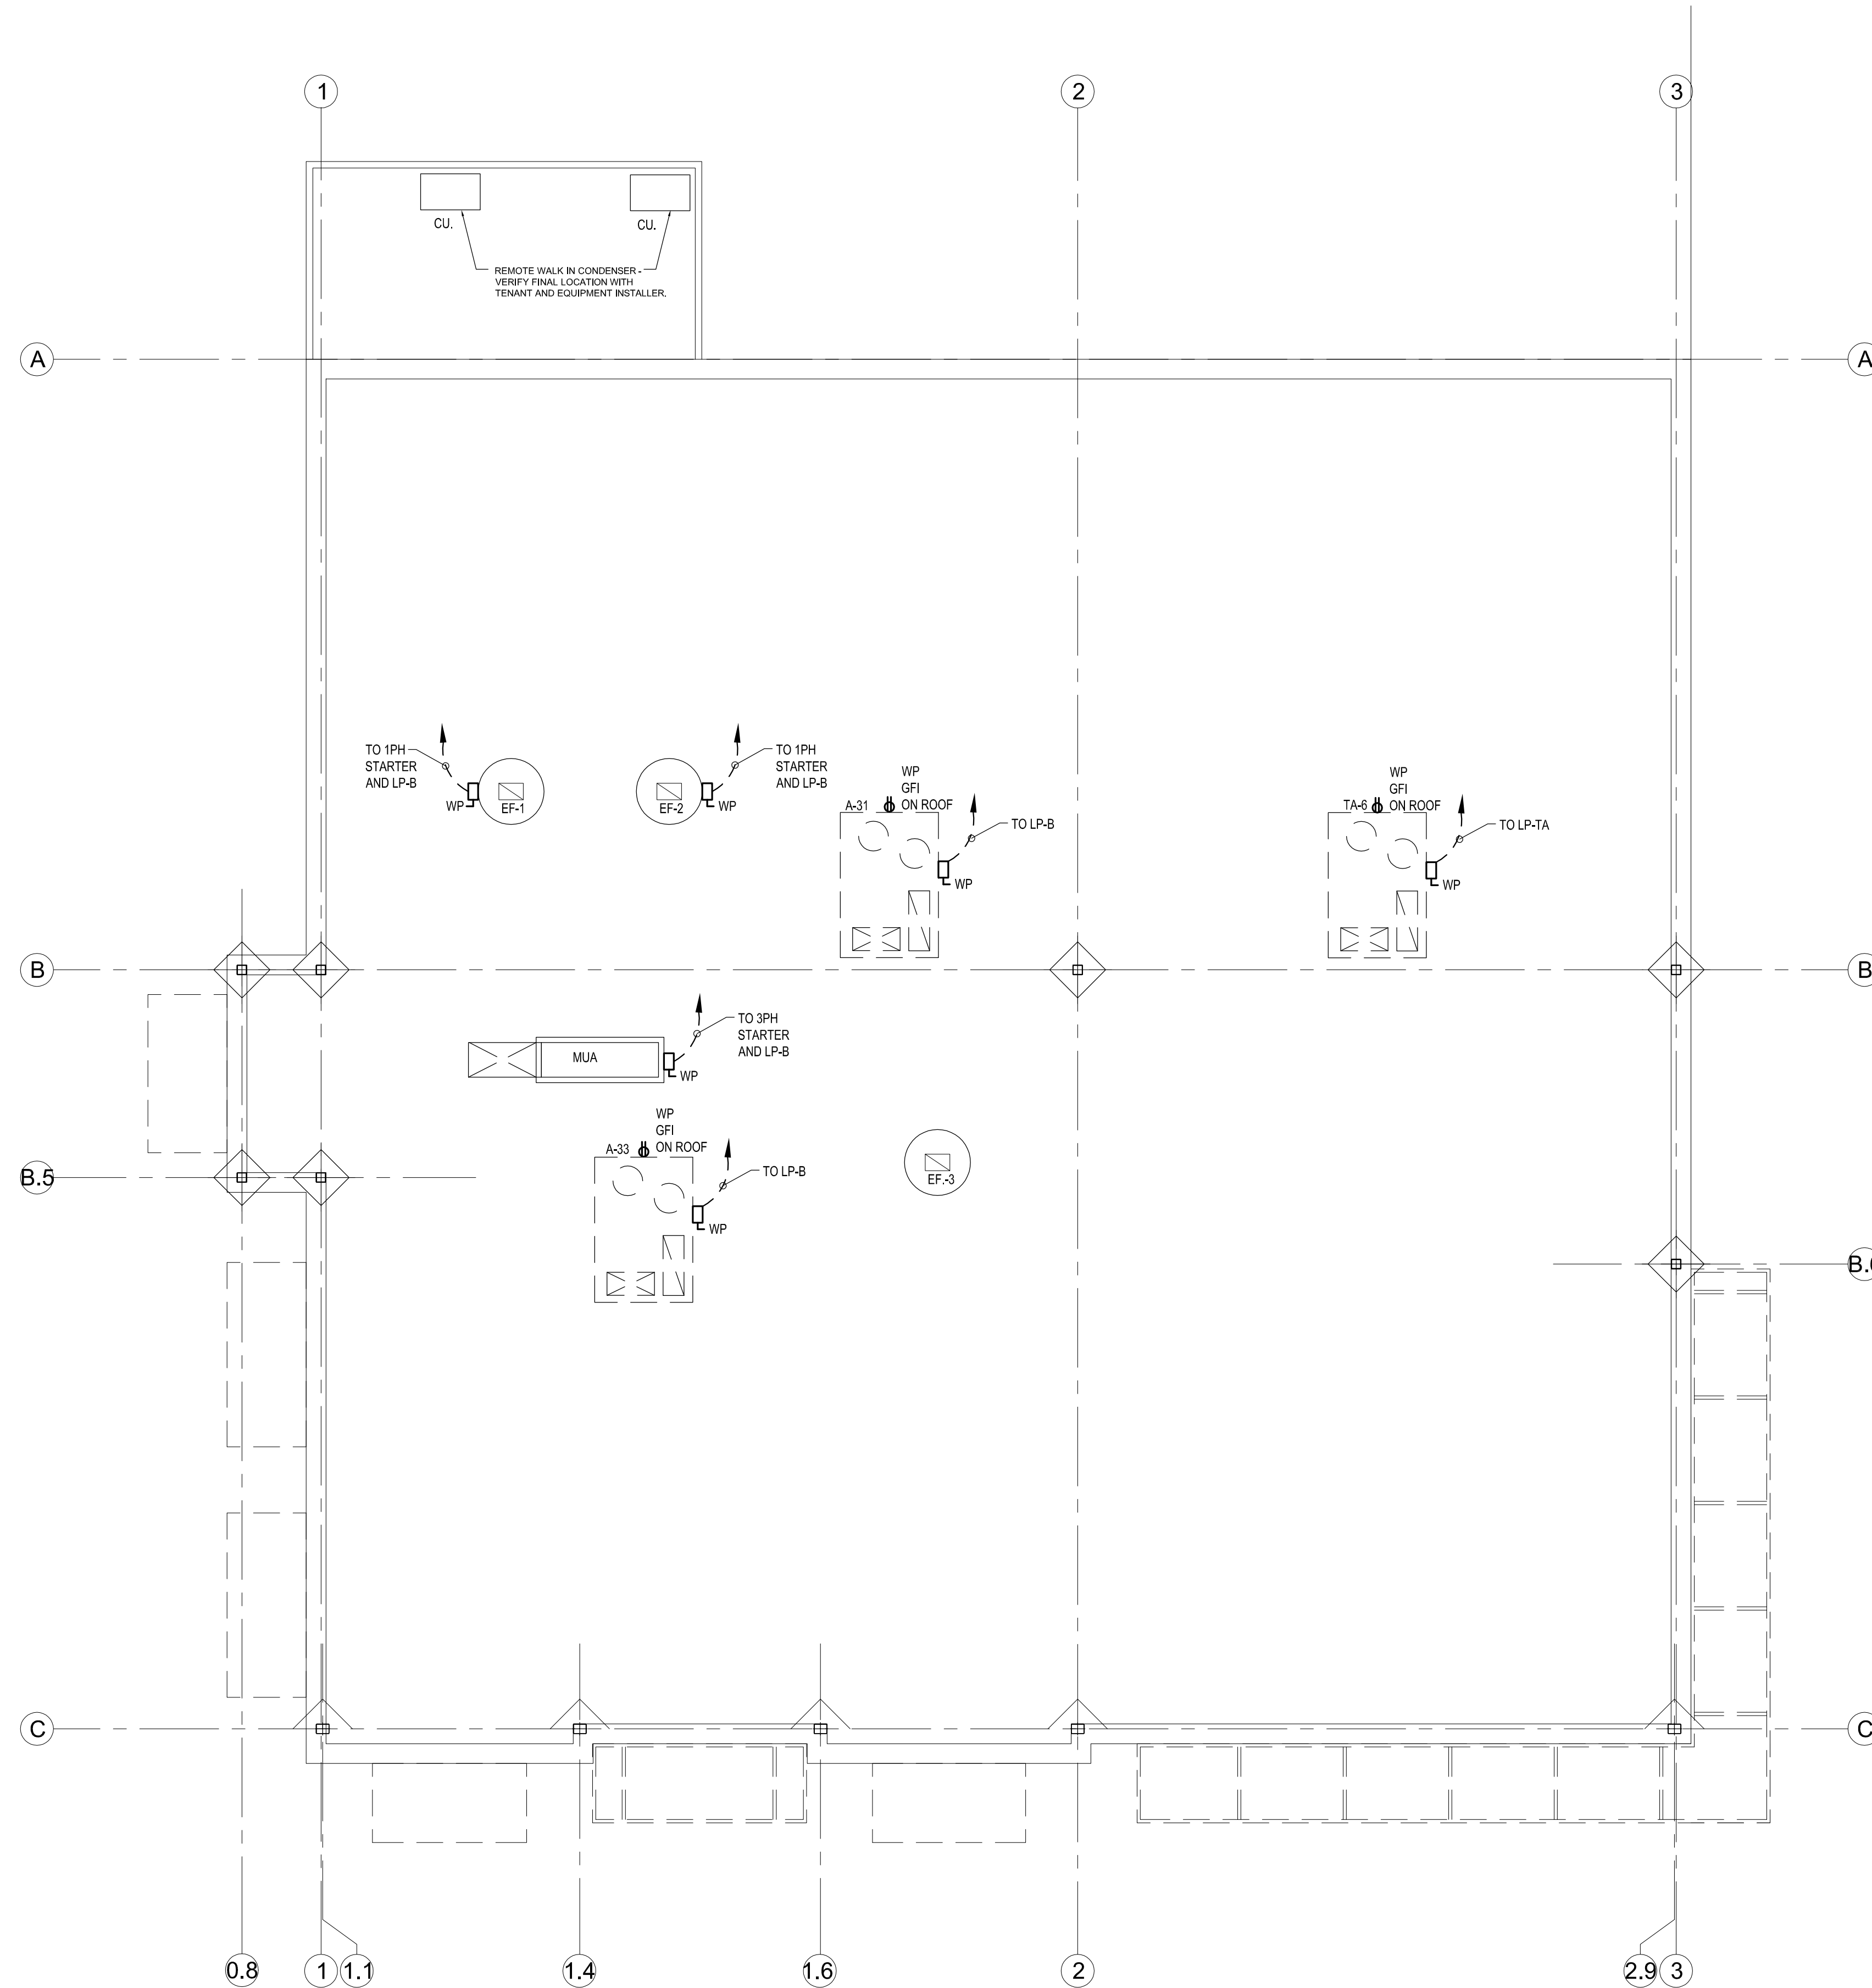 1
2
3
CU.
CU.
REMOTE WALK IN CONDENSER -
VERIFY FINAL LOCATION WITH
TENANT AND EQUIPMENT INSTALLER.
A
A
TO 1PH
STARTER
AND LP-B
WP
EF-1
EF-2
WP
TO 1PH
STARTER
AND LP-B
WP
GFI
ON ROOF
A-31
TO LP-B
WP
WP
GFI
ON ROOF
TA-6
TO LP-TA
WP
B
B
MUA
WP
TO 3PH
STARTER
AND LP-B
WP
GFI
ON ROOF
A-33
TO LP-B
WP
EF.-3
B.5
B.6
C
C
0.8
1
1.1
1.4
1.6
2
2.9
3